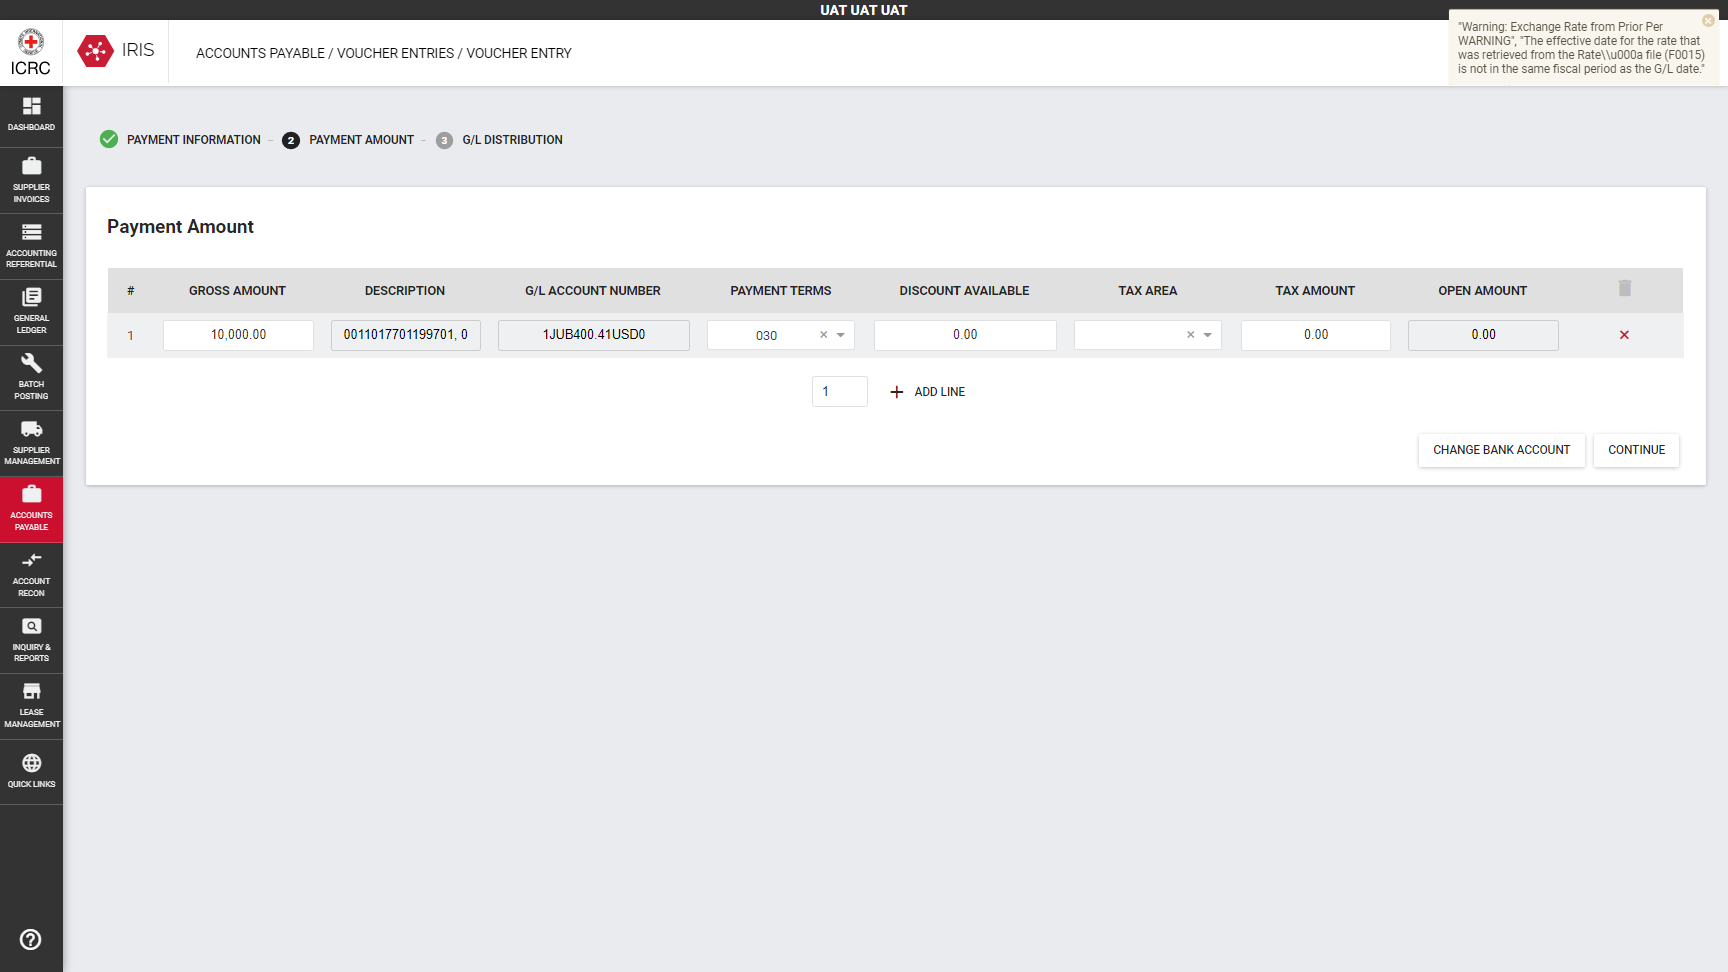 UAT UAT UAT
ICRC
IRIS
ACCOUNTS PAYABLE / VOUCHER ENTRIES / VOUCHER ENTRY
"Warning: Exchange Rate from Prior Per
WARNING", "The effective date for the rate that
was retrieved from the Rate\\u000a file (F0015)
is not in the same fiscal period as the G/L date."
DASHBOARD
SUPPLIER
INVOICES
ACCOUNTING
REFERENTIAL
GENERAL
LEDGER
BATCH
POSTING
SUPPLIER
MANAGEMENT
ACCOUNTS
PAYABLE
ACCOUNT
RECON
INQUIRY &
REPORTS
LEASE
MANAGEMENT
QUICK LINKS
PAYMENT INFORMATION – 2 PAYMENT AMOUNT – 3 G/L DISTRIBUTION
Payment Amount
# GROSS AMOUNT DESCRIPTION G/L ACCOUNT NUMBER PAYMENT TERMS DISCOUNT AVAILABLE TAX AREA TAX AMOUNT OPEN AMOUNT
1 10,000.00 0011017701199701, 0 1JUB400.41USD0 030 × 0.00 × 0.00 0.00
1 + ADD LINE
CHANGE BANK ACCOUNT CONTINUE